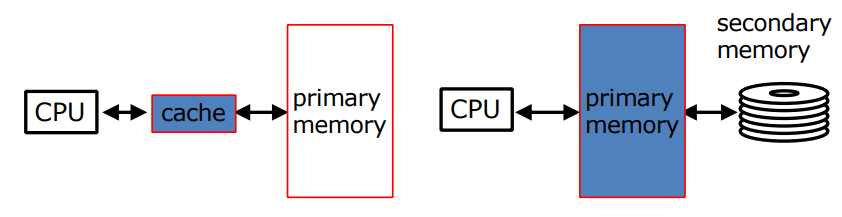 CPU
cache
primary
memory
CPU
primary
memory
secondary
memory